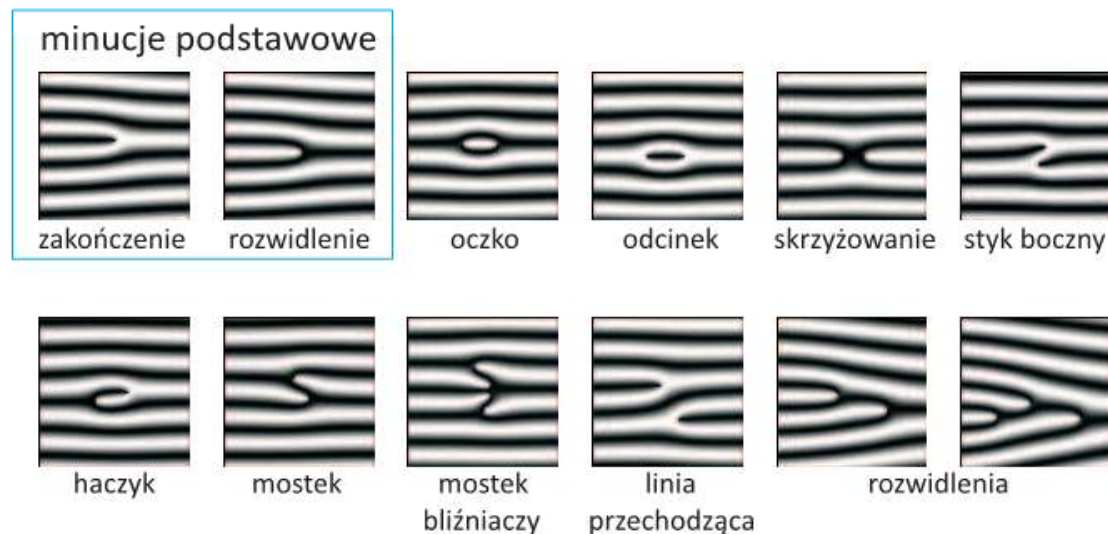 minucje podstawowe
zakończenie rozwidlenie oczko odcinek skrzyżowanie styk boczny
haczyk mostek mostek linia rozwidlenia
bliźniaczy przechodząca